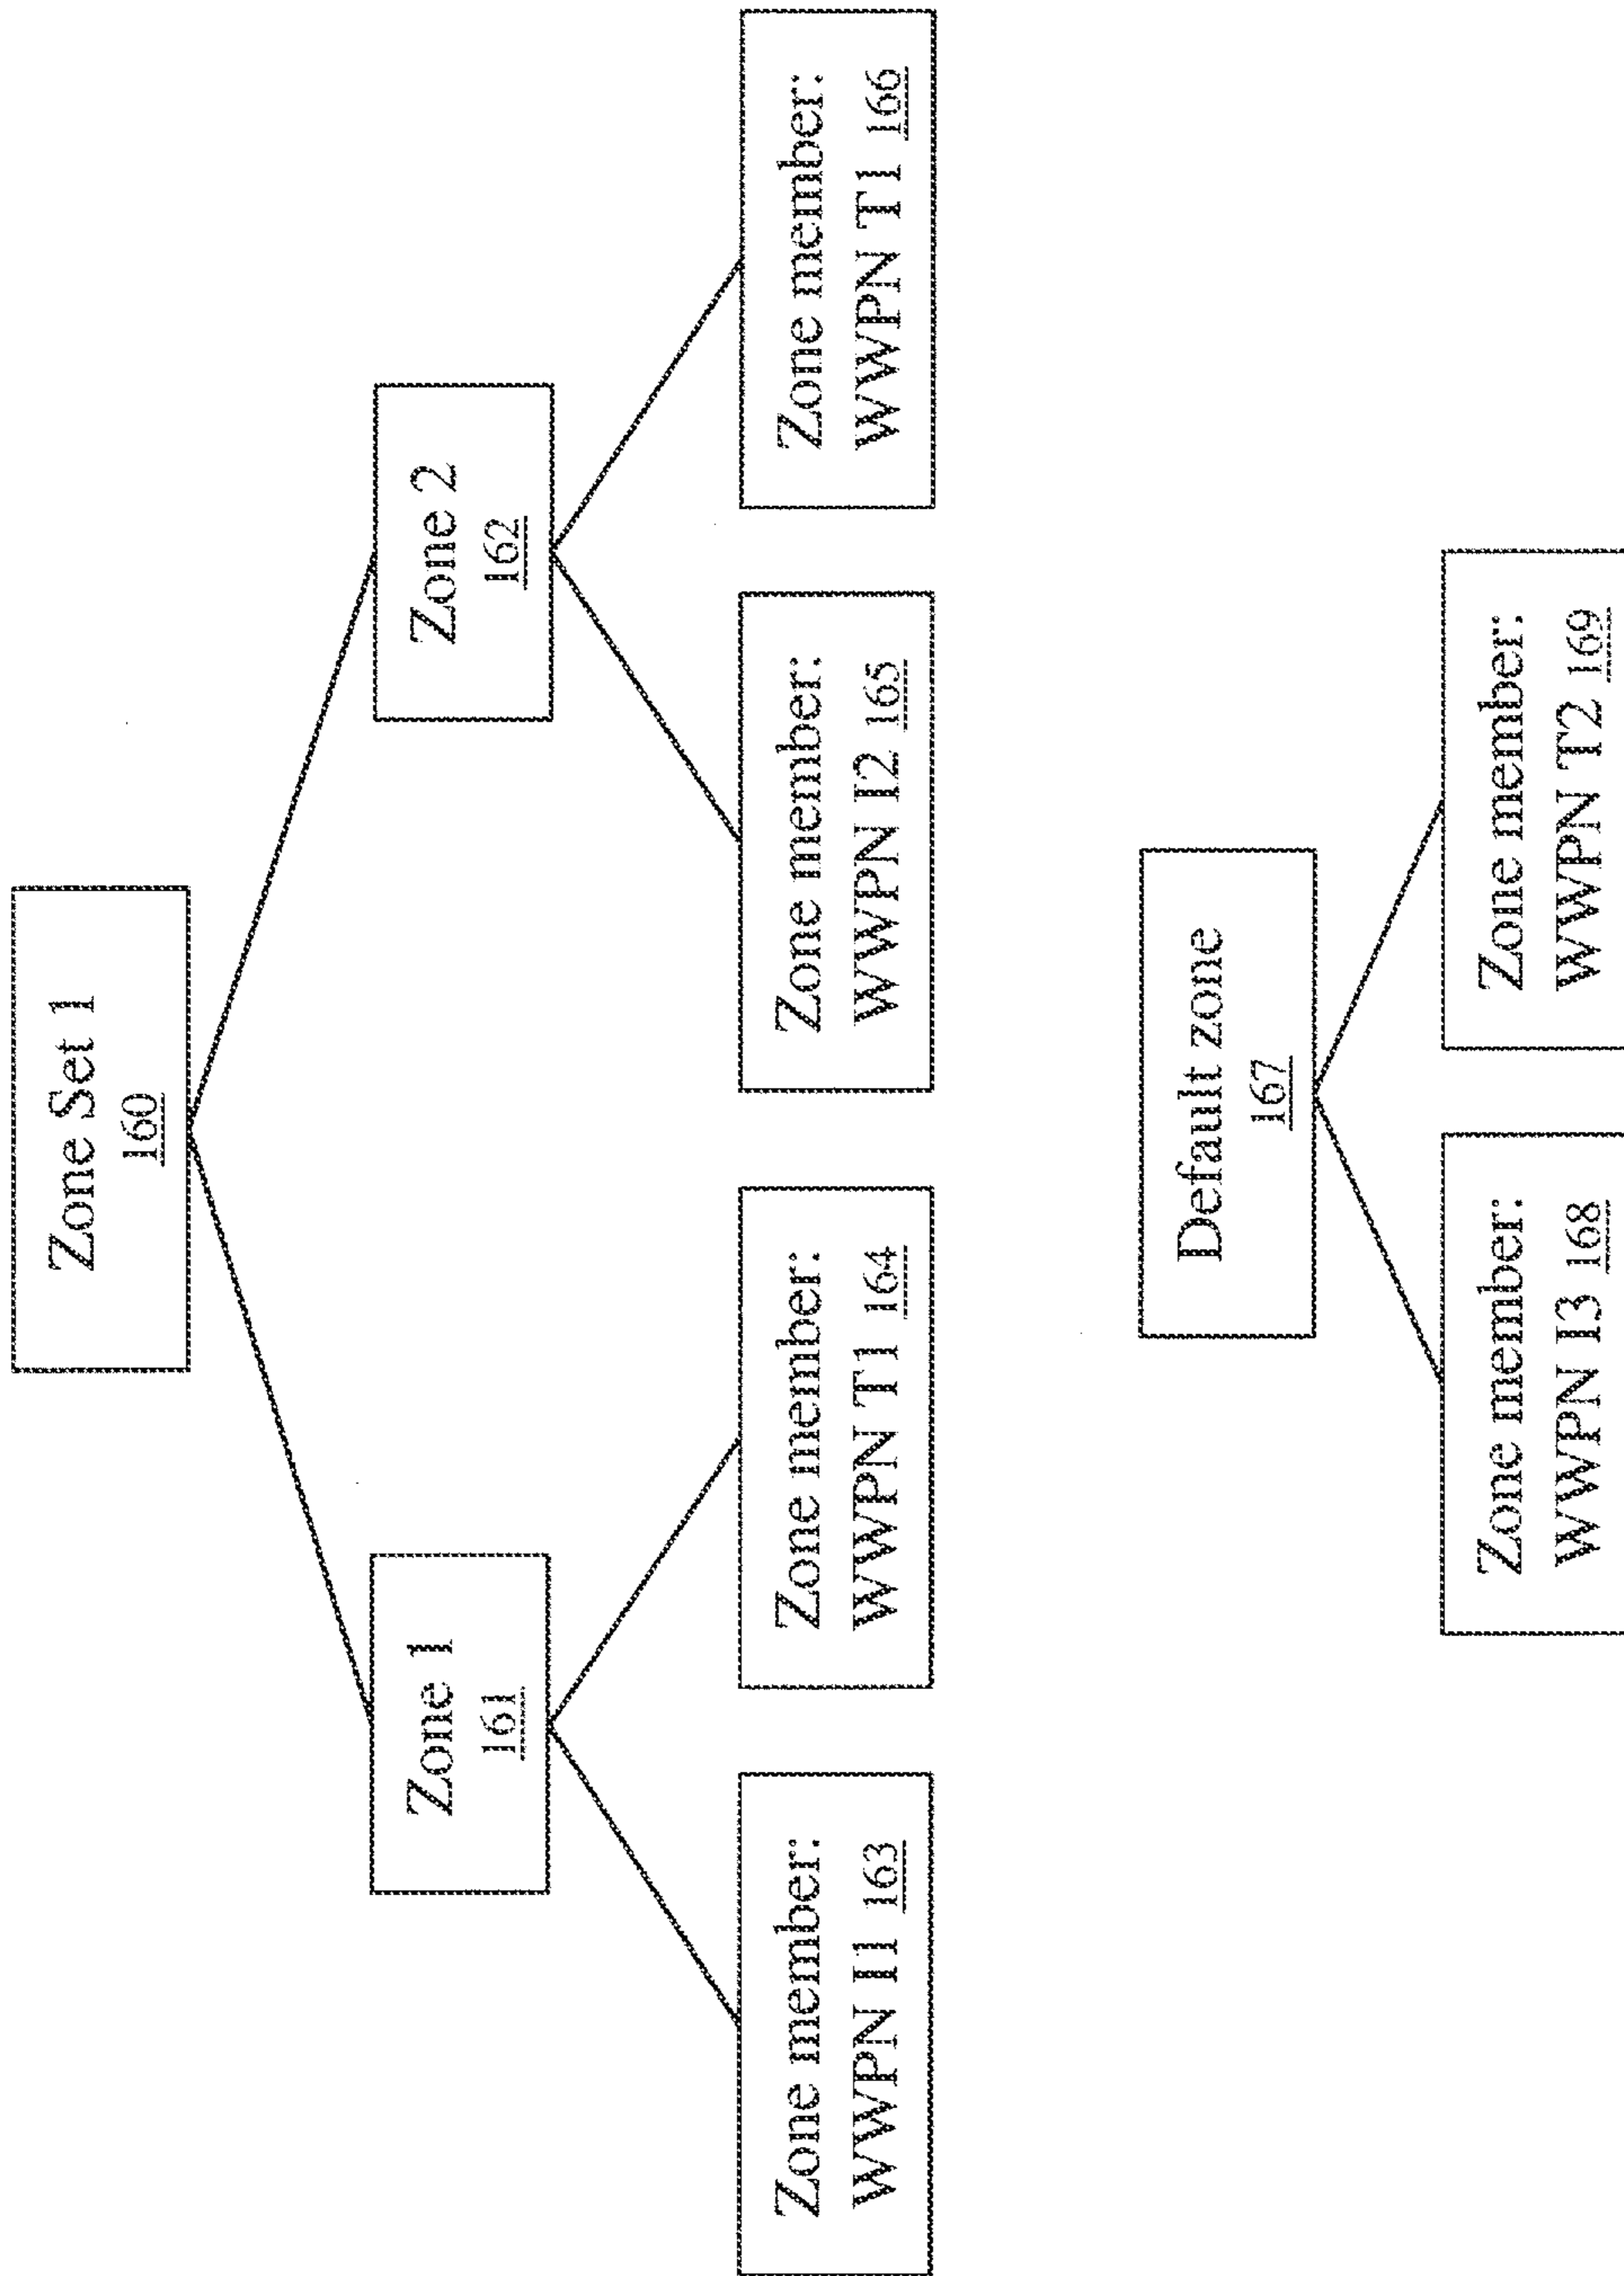 Zone Set 1
160
Zone 1
161
Zone 2
162
Zone member:
WWPN I1 163
Zone member:
WWPN T1 164
Zone member:
WWPN I2 165
Zone member:
WWPN T1 166
Default zone
167
Zone member:
WWPN I3 168
Zone member:
WWPN T2 169